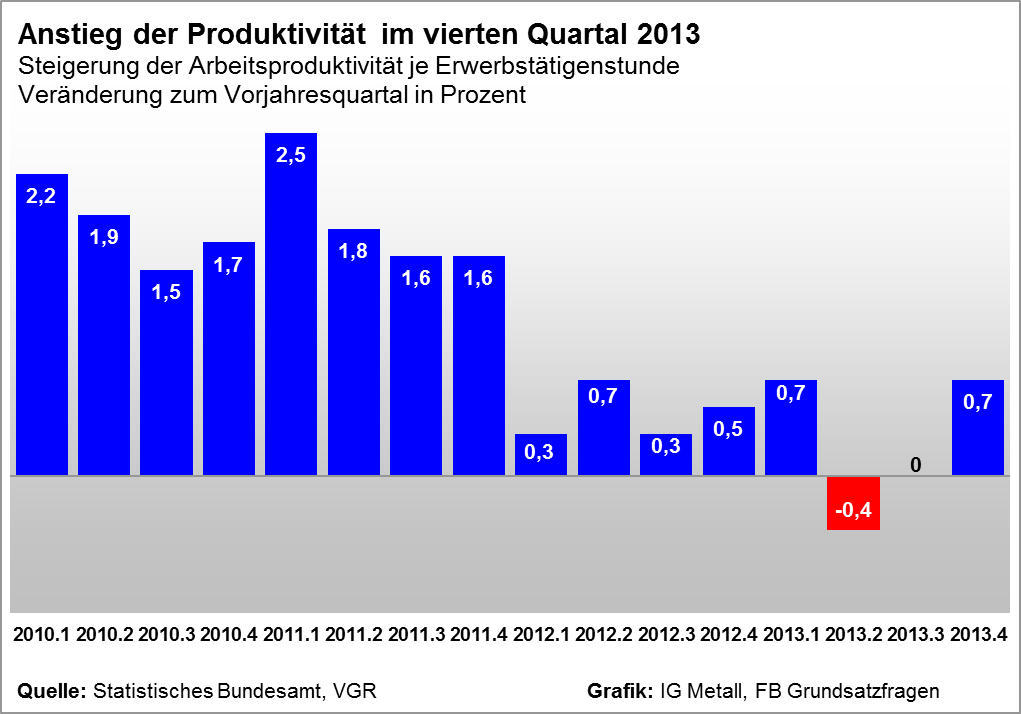 Anstieg der Produktivität im vierten Quartal 2013
Steigerung der Arbeitsproduktivität je Erwerbstätigenstunde
Veränderung zum Vorjahresquartal in Prozent
2,2
1,9
1,5
1,7
2,5
1,8
1,6
1,6
0,3
0,7
0,3
0,5
0,7
-0,4
0
0,7
2010.1 2010.2 2010.3 2010.4 2011.1 2011.2 2011.3 2011.4 2012.1 2012.2 2012.3 2012.4 2013.1 2013.2 2013.3 2013.4
Quelle: Statistisches Bundesamt, VGR
Grafik: IG Metall, FB Grundsatzfragen